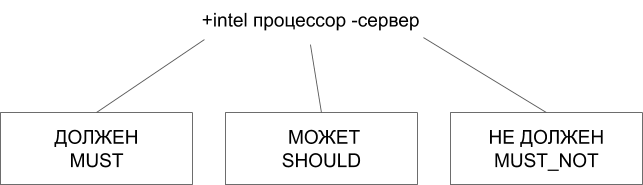 +intel процессор -сервер
ДОЛЖЕН
MUST
МОЖЕТ
SHOULD
НЕ ДОЛЖЕН
MUST_NOT